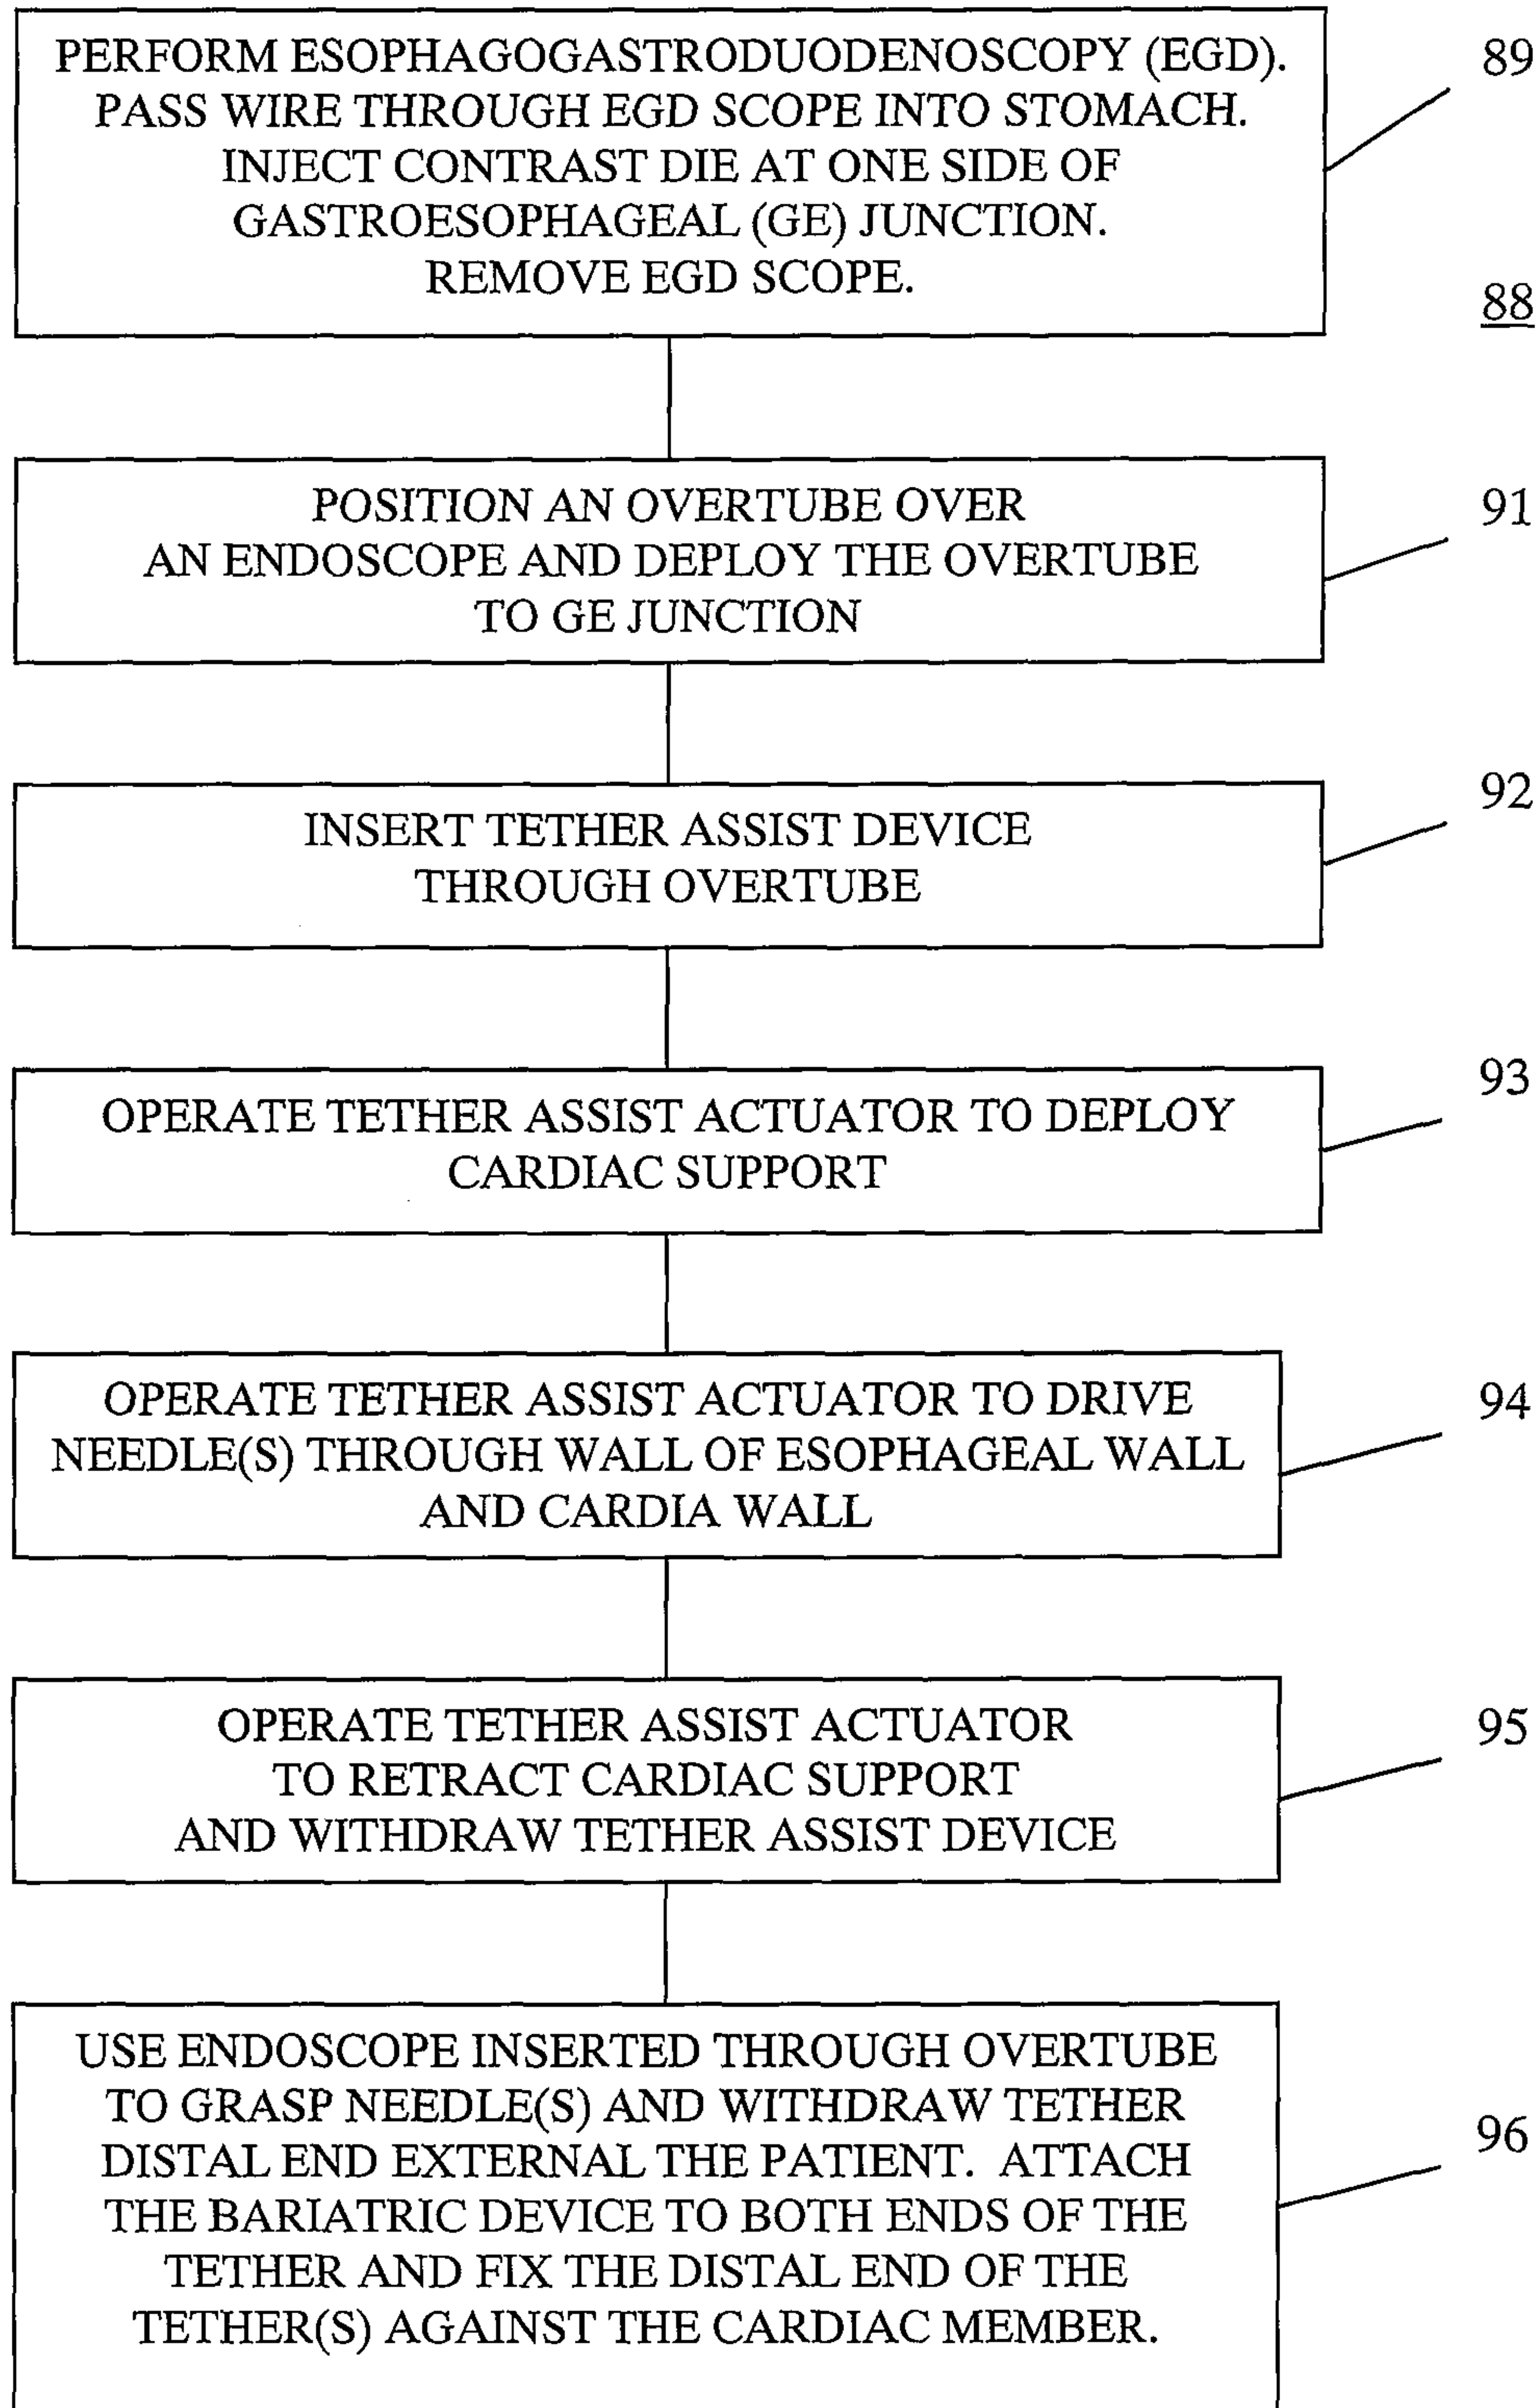 PERFORM ESOPHAGOGASTRODUODENOSCOPY (EGD).
PASS WIRE THROUGH EGD SCOPE INTO STOMACH.
INJECT CONTRAST DIE AT ONE SIDE OF
GASTROESOPHAGEAL (GE) JUNCTION.
REMOVE EGD SCOPE.
89
88
POSITION AN OVERTUBE OVER
AN ENDOSCOPE AND DEPLOY THE OVERTUBE
TO GE JUNCTION
91
INSERT TETHER ASSIST DEVICE
THROUGH OVERTUBE
92
OPERATE TETHER ASSIST ACTUATOR TO DEPLOY
CARDIAC SUPPORT
93
OPERATE TETHER ASSIST ACTUATOR TO DRIVE
NEEDLE(S) THROUGH WALL OF ESOPHAGEAL WALL
AND CARDIA WALL
94
OPERATE TETHER ASSIST ACTUATOR
TO RETRACT CARDIAC SUPPORT
AND WITHDRAW TETHER ASSIST DEVICE
95
USE ENDOSCOPE INSERTED THROUGH OVERTUBE
TO GRASP NEEDLE(S) AND WITHDRAW TETHER
DISTAL END EXTERNAL THE PATIENT. ATTACH
THE BARIATRIC DEVICE TO BOTH ENDS OF THE
TETHER AND FIX THE DISTAL END OF THE
TETHER(S) AGAINST THE CARDIAC MEMBER.
96